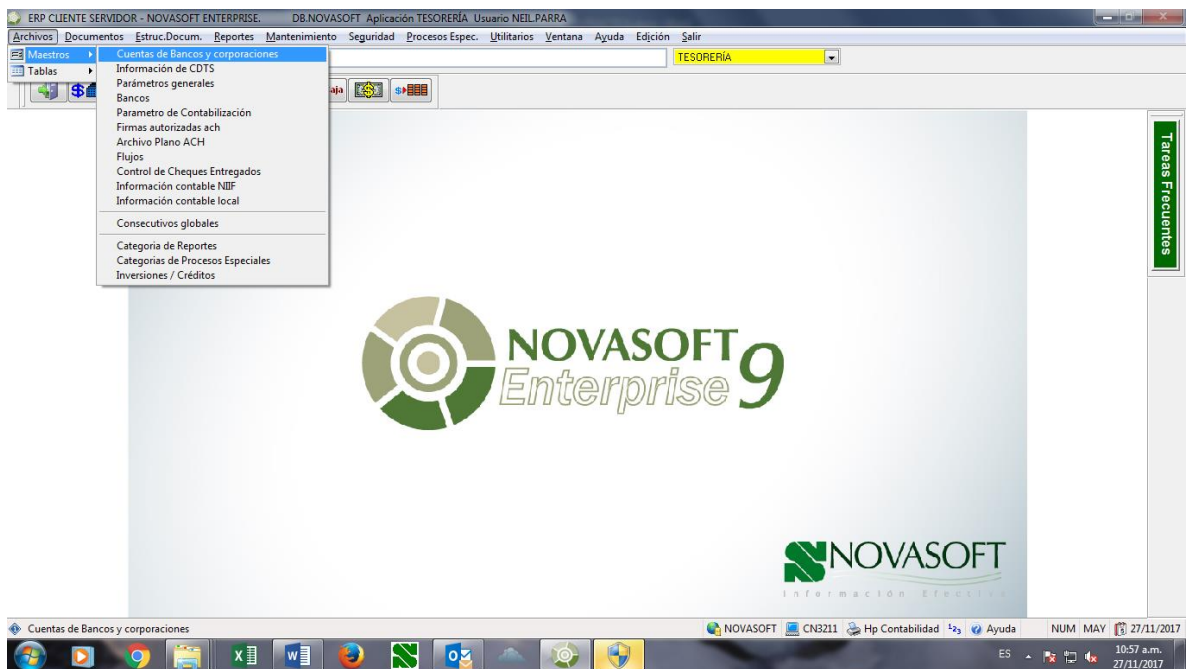 ERP CLIENTE SERVIDOR - NOVASOFT ENTERPRISE. DB.NOVASOFT Aplicación TESORERÍA Usuario NEIL.PARRA
Archivos Documentos Estruc.Docum. Reportes Mantenimiento Seguridad Procesos Espec. Utilitarios Ventana Ayuda Edición Salir
Maestros
Tablas
Cuentas de Bancos y corporaciones
Información de CDTS
Parámetros generales
Bancos
Parametro de Contabilización
Firmas autorizadas ach
Archivo Plano ACH
Flujos
Control de Cheques Entregados
Información contable NIIF
Información contable local
Consecutivos globales
Categoria de Reportes
Categorias de Procesos Especiales
Inversiones / Créditos
TESORERÍA
aja
Tareas Frecuentes
NOVASOFT 9
Enterprise
NOVASOFT
Información Efectiva
Cuentas de Bancos y corporaciones
NOVASOFT CN3211 Hp Contabilidad 123 Ayuda NUM MAY 27/11/2017
ES
10:57 a.m.
27/11/2017